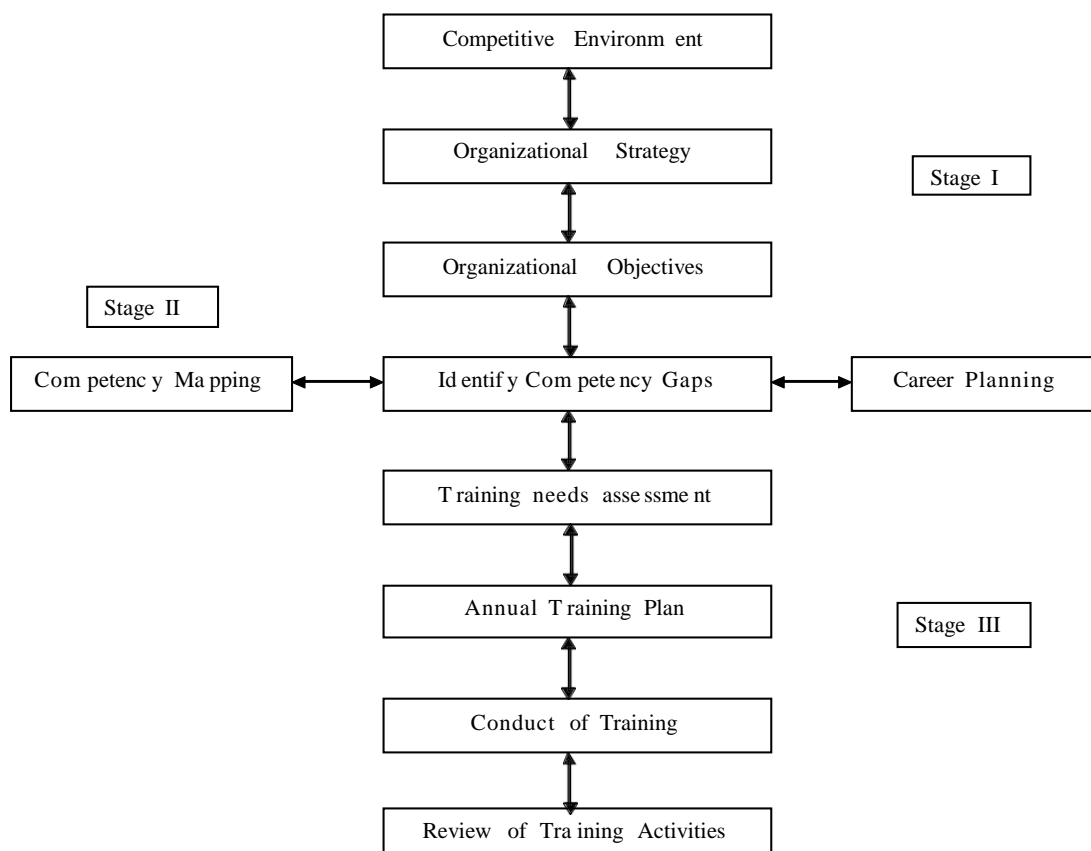 Competitive Environment
Organizational Strategy
Stage I
Organizational Objectives
Stage II
Competency Mapping
Identify Competency Gaps
Career Planning
Training needs assessment
Annual Training Plan
Stage III
Conduct of Training
Review of Training Activities